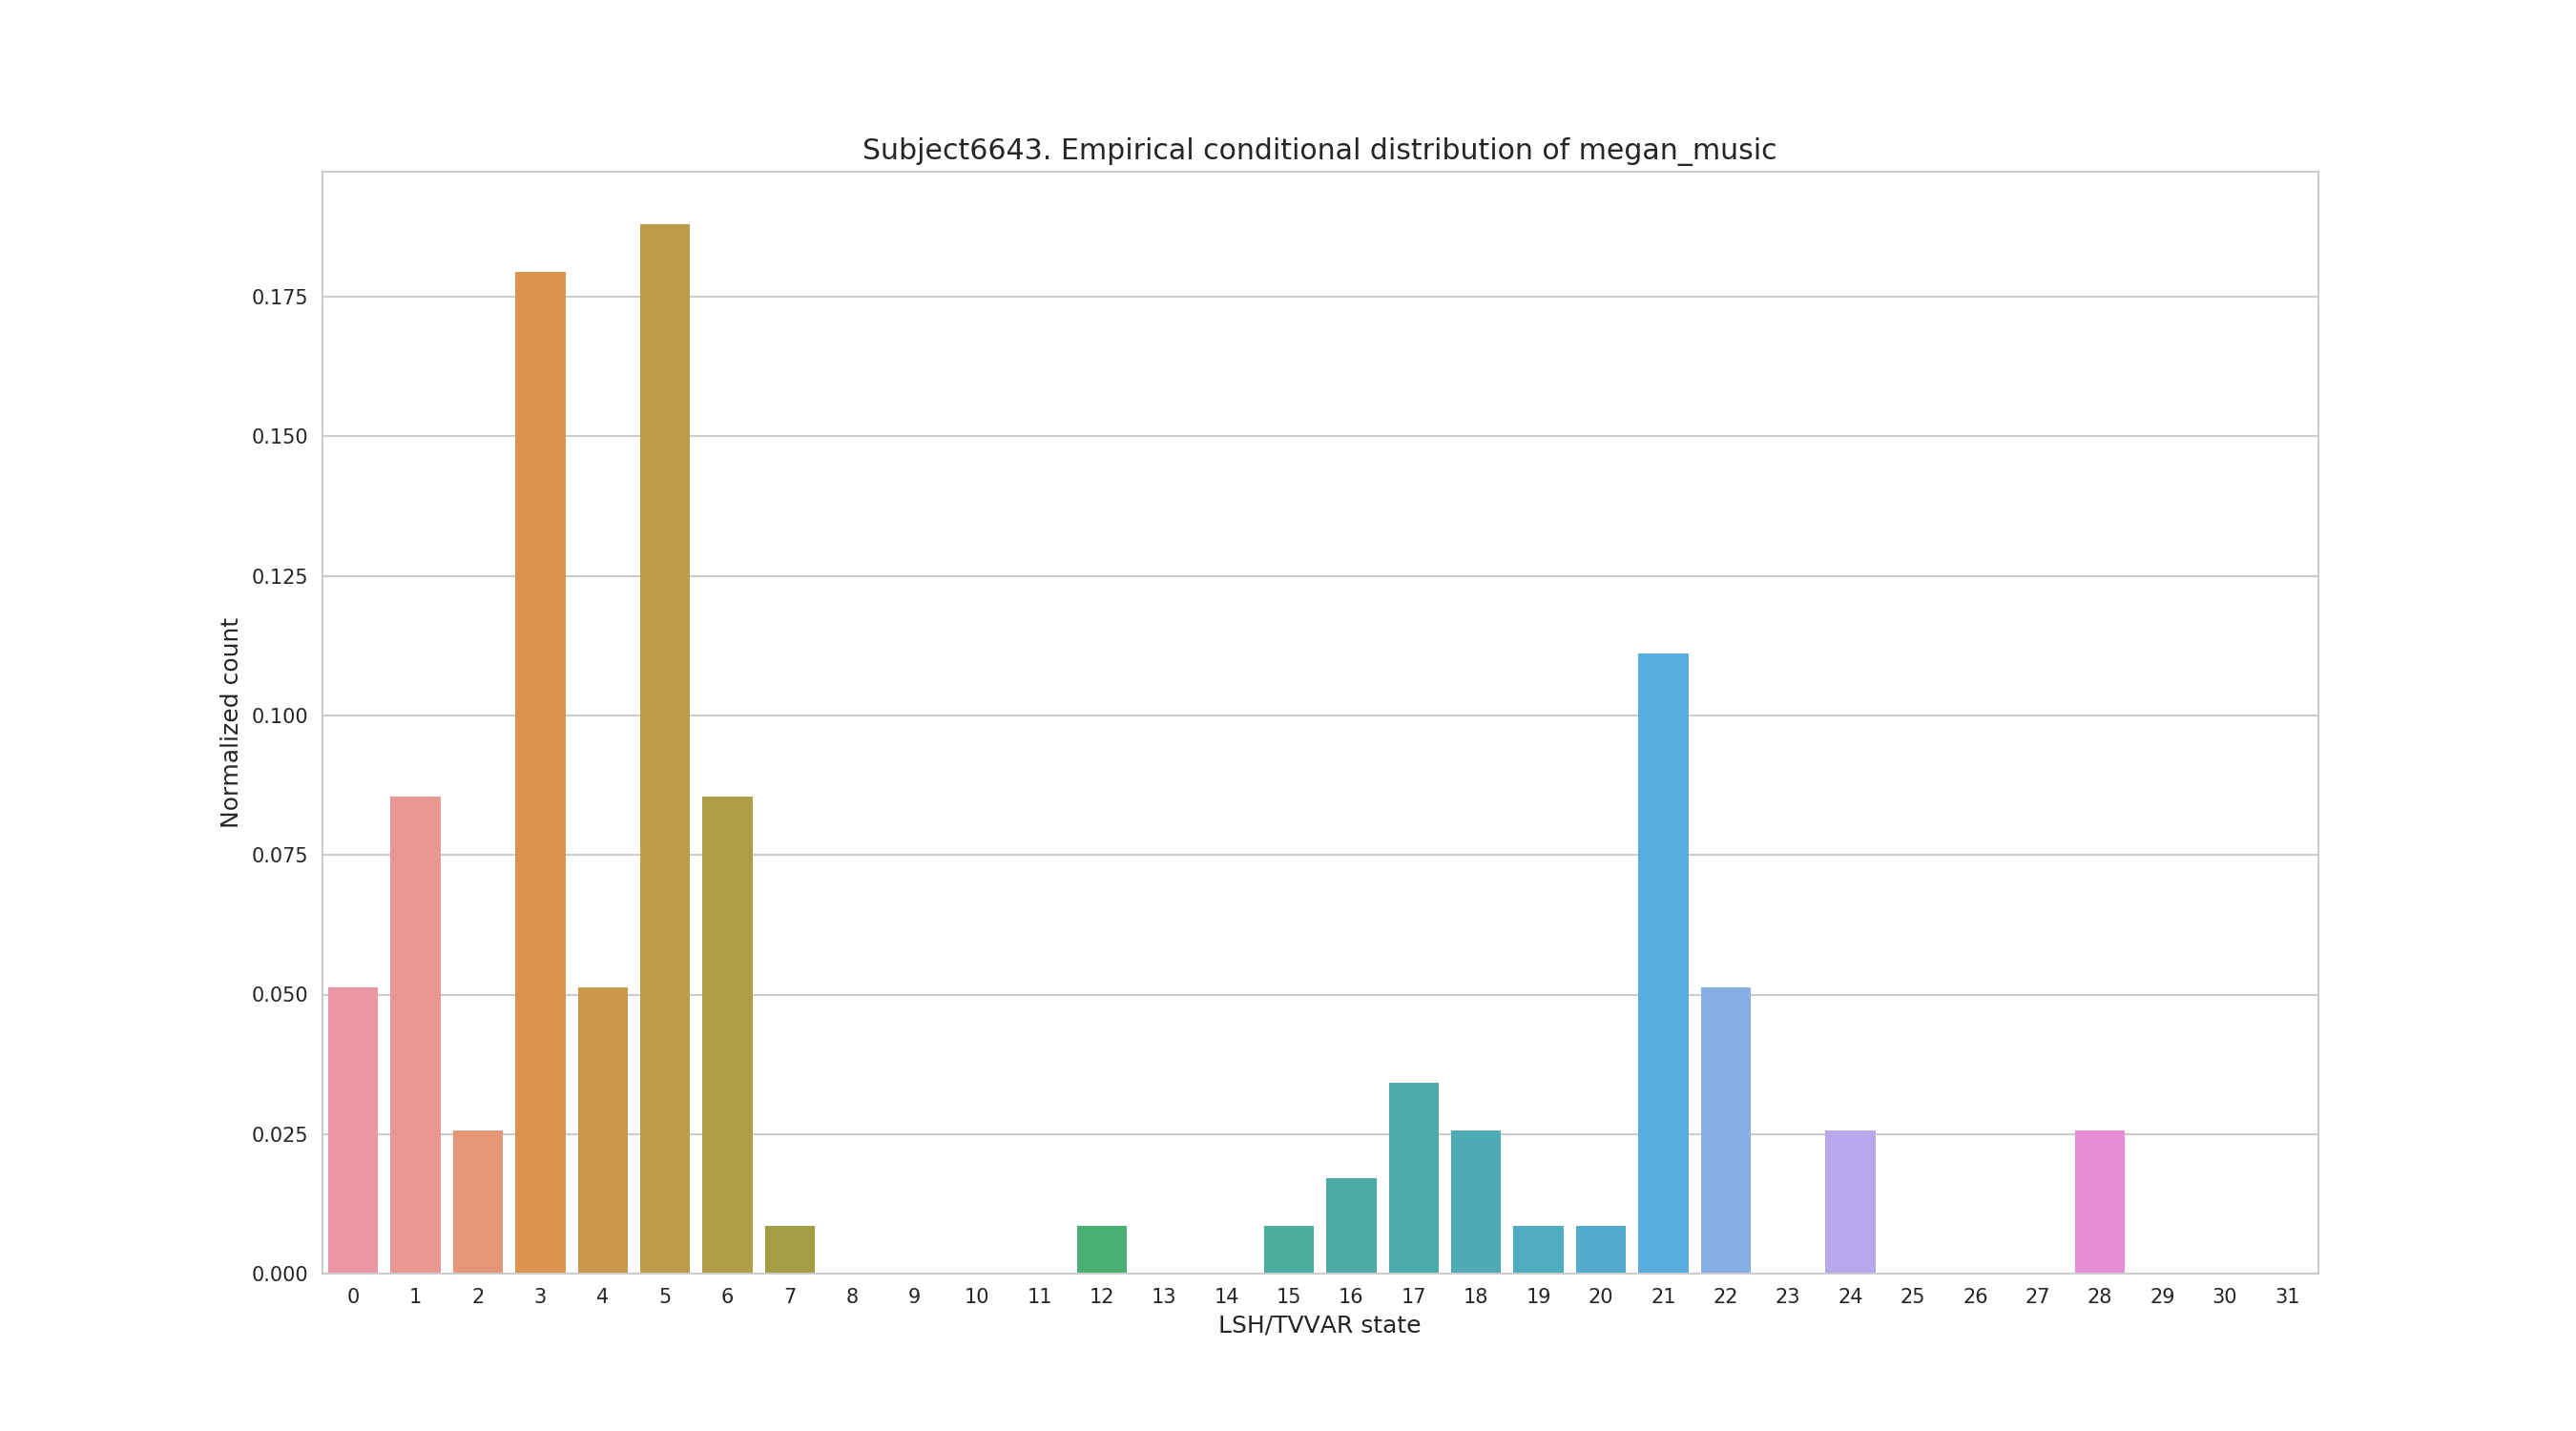 Subject6643. Empirical conditional distribution of megan_music
Normalized count
0.175
0.150
0.125
0.100
0.075
0.050
0.025
0.000
0 1 2 3 4 5 6 7 8 9 10 11 12 13 14 15 16 17 18 19 20 21 22 23 24 25 26 27 28 29 30 31
LSH/TVVAR state